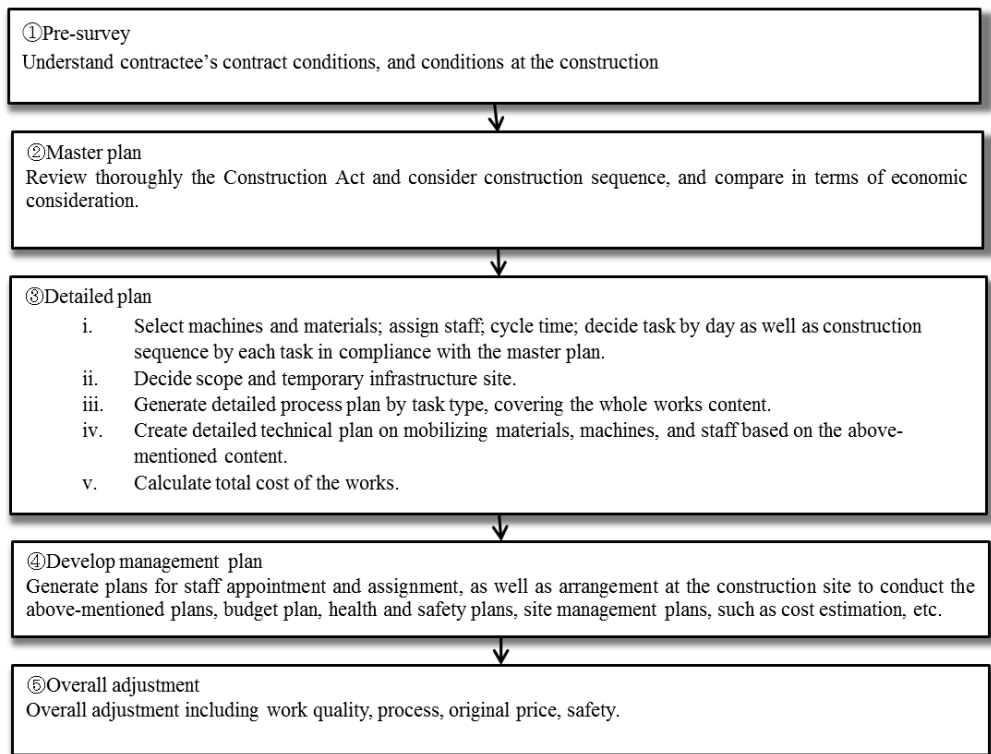 ①Pre-survey
Understand contractee’s contract conditions, and conditions at the construction
②Master plan
Review thoroughly the Construction Act and consider construction sequence, and compare in terms of economic
consideration.
③Detailed plan
i. Select machines and materials; assign staff; cycle time; decide task by day as well as construction
sequence by each task in compliance with the master plan.
ii. Decide scope and temporary infrastructure site.
iii. Generate detailed process plan by task type, covering the whole works content.
iv. Create detailed technical plan on mobilizing materials, machines, and staff based on the above-
mentioned content.
v. Calculate total cost of the works.
④Develop management plan
Generate plans for staff appointment and assignment, as well as arrangement at the construction site to conduct the
above-mentioned plans, budget plan, health and safety plans, site management plans, such as cost estimation, etc.
⑤Overall adjustment
Overall adjustment including work quality, process, original price, safety.